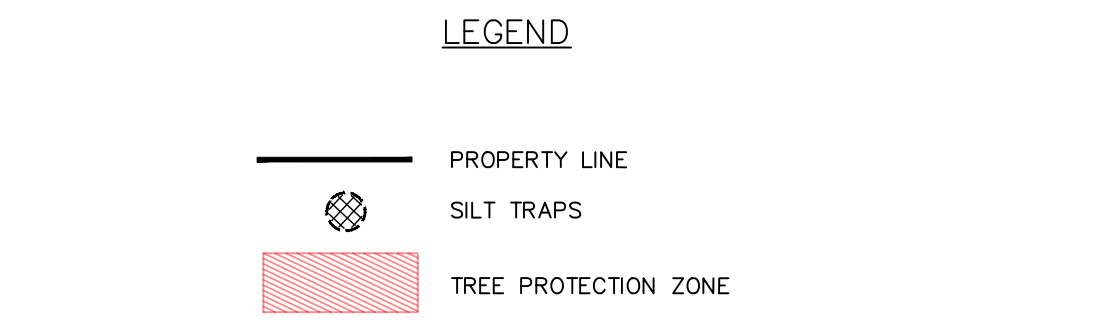 LEGEND
PROPERTY LINE
SILT TRAPS
TREE PROTECTION ZONE